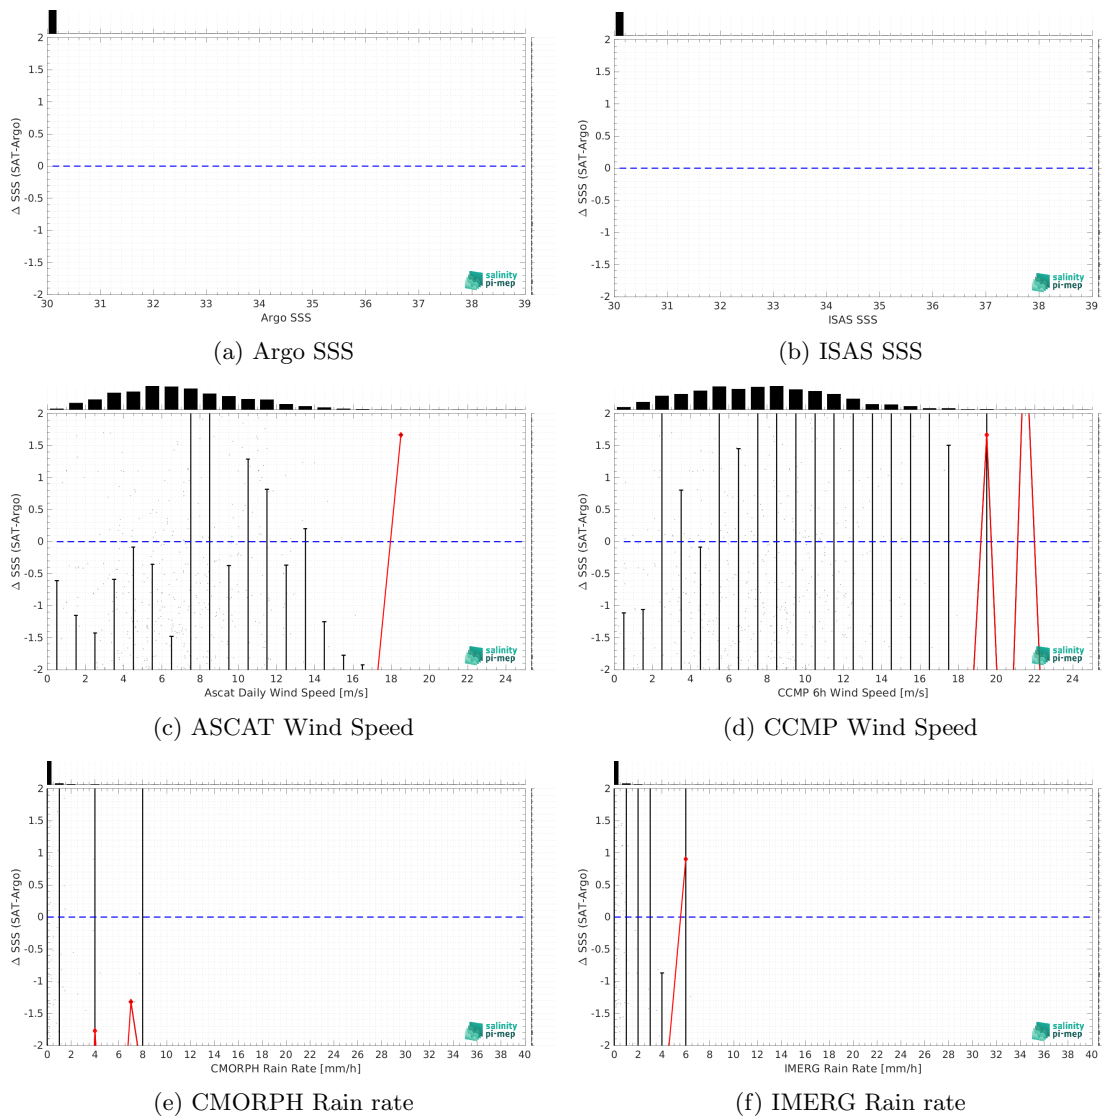 2
1.5
1
0.5
0
-0.5
-1
-1.5
-2
Δ SSS (SAT-Argo)
salinity
pi-mep
30 31 32 33 34 35 36 37 38 39
Argo SSS
(a) Argo SSS
2
1.5
1
0.5
0
-0.5
-1
-1.5
-2
Δ SSS (SAT-Argo)
salinity
pi-mep
30 31 32 33 34 35 36 37 38 39
ISAS SSS
(b) ISAS SSS
2
1.5
1
0.5
0
-0.5
-1
-1.5
-2
Δ SSS (SAT-Argo)
salinity
pi-mep
0 2 4 6 8 10 12 14 16 18 20 22 24
Ascat Daily Wind Speed [m/s]
(c) ASCAT Wind Speed
2
1.5
1
0.5
0
-0.5
-1
-1.5
-2
Δ SSS (SAT-Argo)
salinity
pi-mep
0 2 4 6 8 10 12 14 16 18 20 22 24
CCMP 6h Wind Speed [m/s]
(d) CCMP Wind Speed
2
1.5
1
0.5
0
-0.5
-1
-1.5
-2
Δ SSS (SAT-Argo)
salinity
pi-mep
0 2 4 6 8 10 12 14 16 18 20 22 24 26 28 30 32 34 36 38 40
CMORPH Rain Rate [mm/h]
(e) CMORPH Rain rate
2
1.5
1
0.5
0
-0.5
-1
-1.5
-2
Δ SSS (SAT-Argo)
salinity
pi-mep
0 2 4 6 8 10 12 14 16 18 20 22 24 26 28 30 32 34 36 38 40
IMERG Rain Rate [mm/h]
(f) IMERG Rain rate